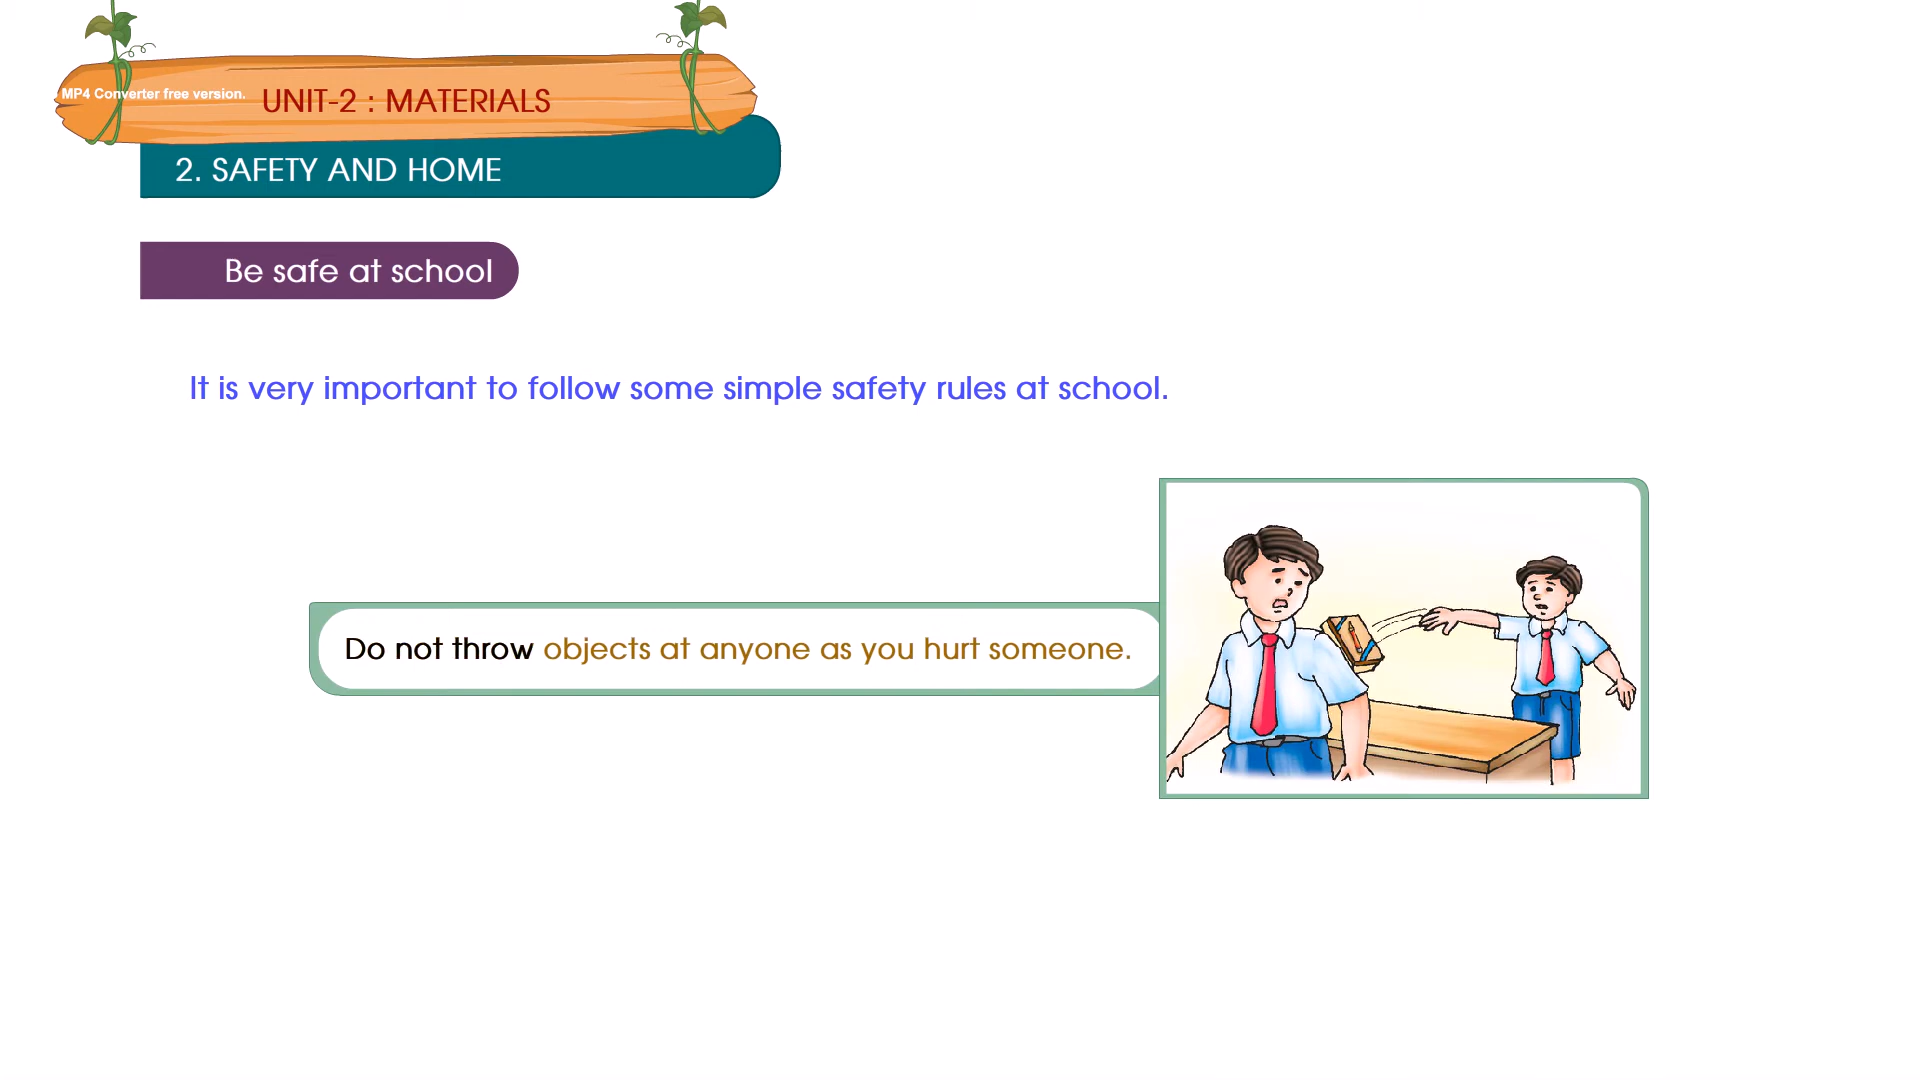 MP4 Converter free version.
UNIT-2 : MATERIALS
2. SAFETY AND HOME
Be safe at school
It is very important to follow some simple safety rules at school.
Do not throw objects at anyone as you hurt someone.